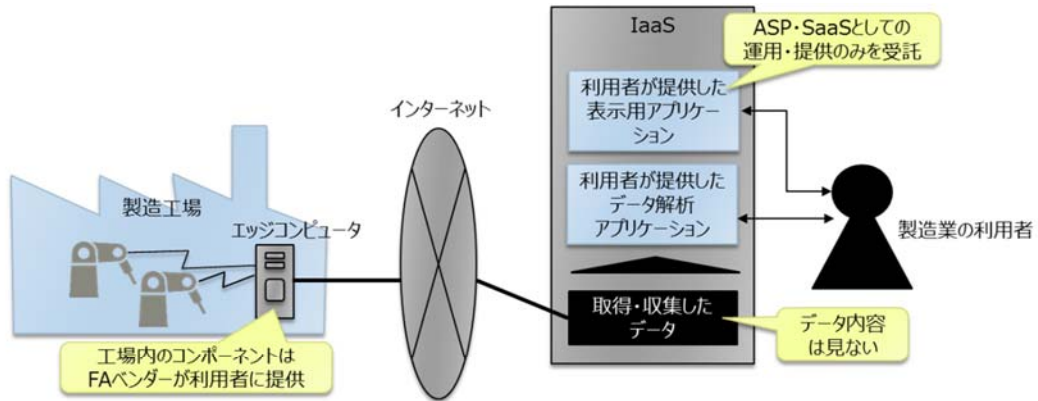 IaaS
ASP・SaaSとしての
運用・提供のみを受託
利用者が提供した
表示用アプリケー
ション
インターネット
利用者が提供した
データ解析
アプリケーション
製造工場
エッジコンピュータ
製造業の利用者
取得・収集した
データ
データ内容
は見ない
工場内のコンポーネントは
FAベンダーが利用者に提供